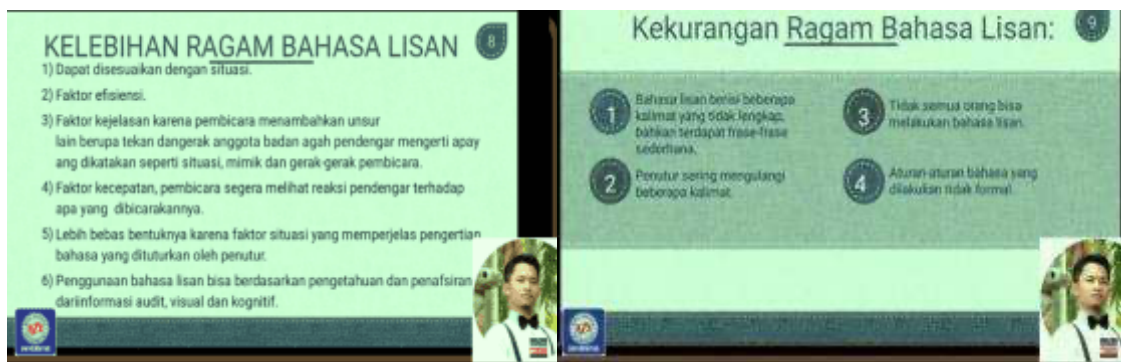 KELEBIHAN RAGAM BAHASA LISAN
8
1) Dapat disesuaikan dengan situasi.
2) Faktor efisiensi.
3) Faktor kejelasan karena pembicara menambahkan unsur
lain berupa tekan dangerak anggota badan agah pendengar mengerti apay
ang dikatakan seperti situasi, mimik dan gerak-gerak pembicara.
4) Faktor kecepatan, pembicara segera melihat reaksi pendengar terhadap
apa yang dibicarakannya.
5) Lebih bebas bentuknya karena faktor situasi yang memperjelas pengertian
bahasa yang dituturkan oleh penutur.
6) Penggunaan bahasa lisan bisa berdasarkan pengetahuan dan penafsiran
dariinformasi audit, visual dan kognitif.
Kekurangan Ragam Bahasa Lisan:
9
1
Bahasa lisan berisi beberapa
kalimat yang tidak lengkap,
bahkan terdapat frase-frase
sederhana.
2
Penutur sering mengulangi
beberapa kalimat.
3
Tidak semua orang bisa
melakukan bahasa lisan.
4
Aturan-aturan bahasa yang
dilakukan tidak formal.